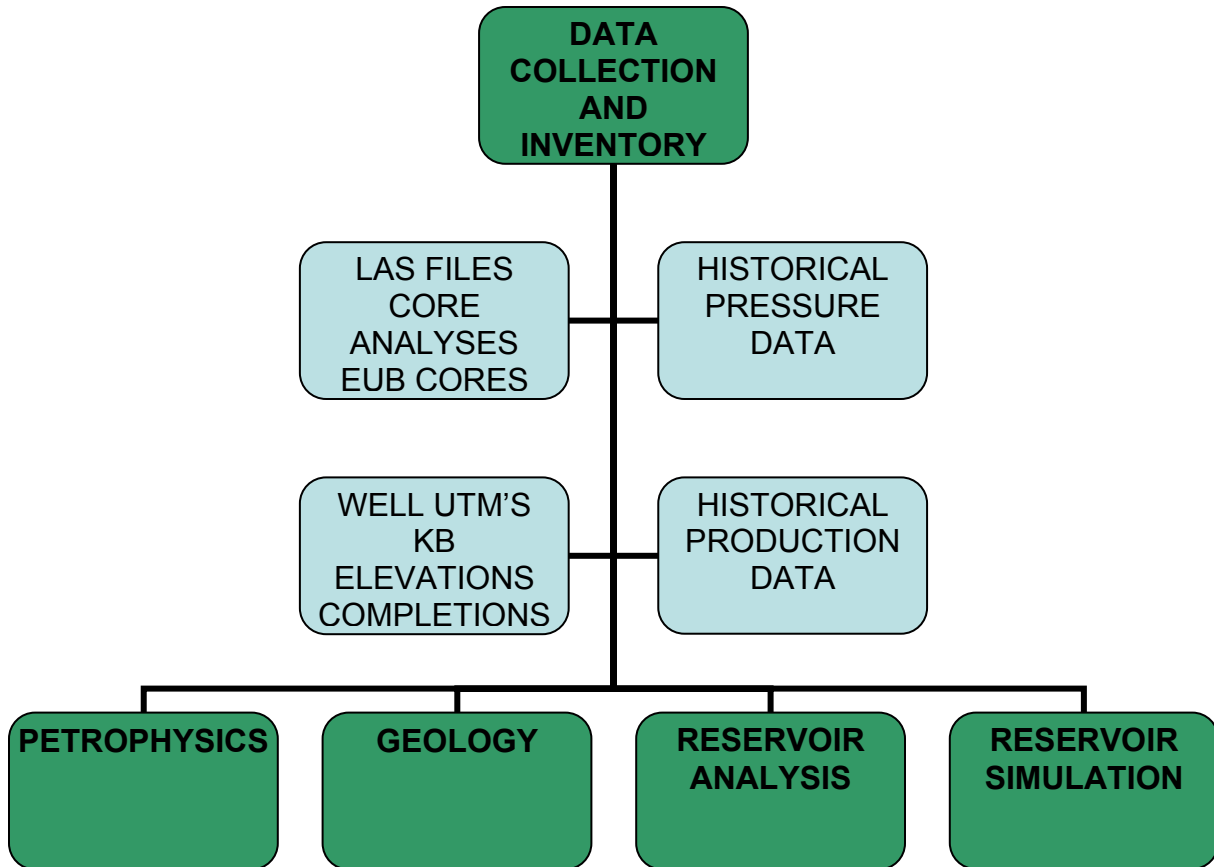 DATA
COLLECTION
AND
INVENTORY
LAS FILES
CORE
ANALYSES
EUB CORES
HISTORICAL
PRESSURE
DATA
WELL UTM’S
KB
ELEVATIONS
COMPLETIONS
HISTORICAL
PRODUCTION
DATA
PETROPHYSICS
GEOLOGY
RESERVOIR
ANALYSIS
RESERVOIR
SIMULATION